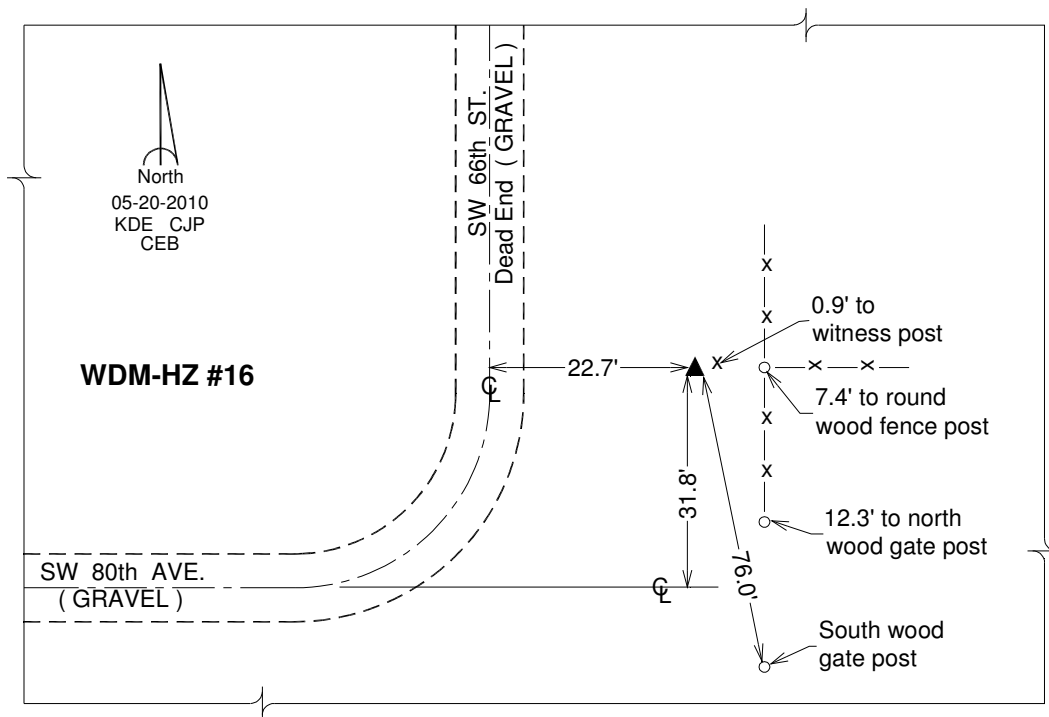 SW 66th ST.
Dead End ( GRAVEL )
North
05-20-2010
KDE CJP
CEB
x
x
0.9' to
witness post
WDM-HZ #16
22.7'
x
x
x
CL
7.4' to round
wood fence post
x
x
31.8'
12.3' to north
wood gate post
76.0'
SW 80th AVE.
( GRAVEL )
CL
South wood
gate post